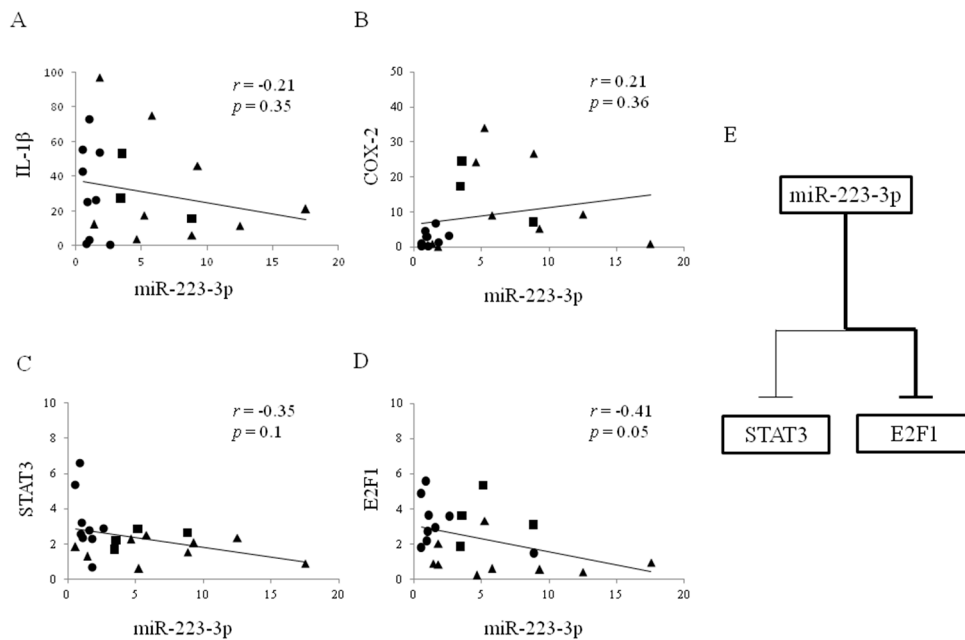 A
IL-1β
100
80
60
40
20
0
r = -0.21
p = 0.35
0 5 10 15 20
miR-223-3p
B
COX-2
50
40
30
20
10
0
r = 0.21
p = 0.36
0 5 10 15 20
miR-223-3p
C
STAT3
10
8
6
4
2
0
r = -0.35
p = 0.1
0 5 10 15 20
miR-223-3p
D
E2F1
10
8
6
4
2
0
r = -0.41
p = 0.05
0 5 10 15 20
miR-223-3p
E
miR-223-3p
STAT3 E2F1